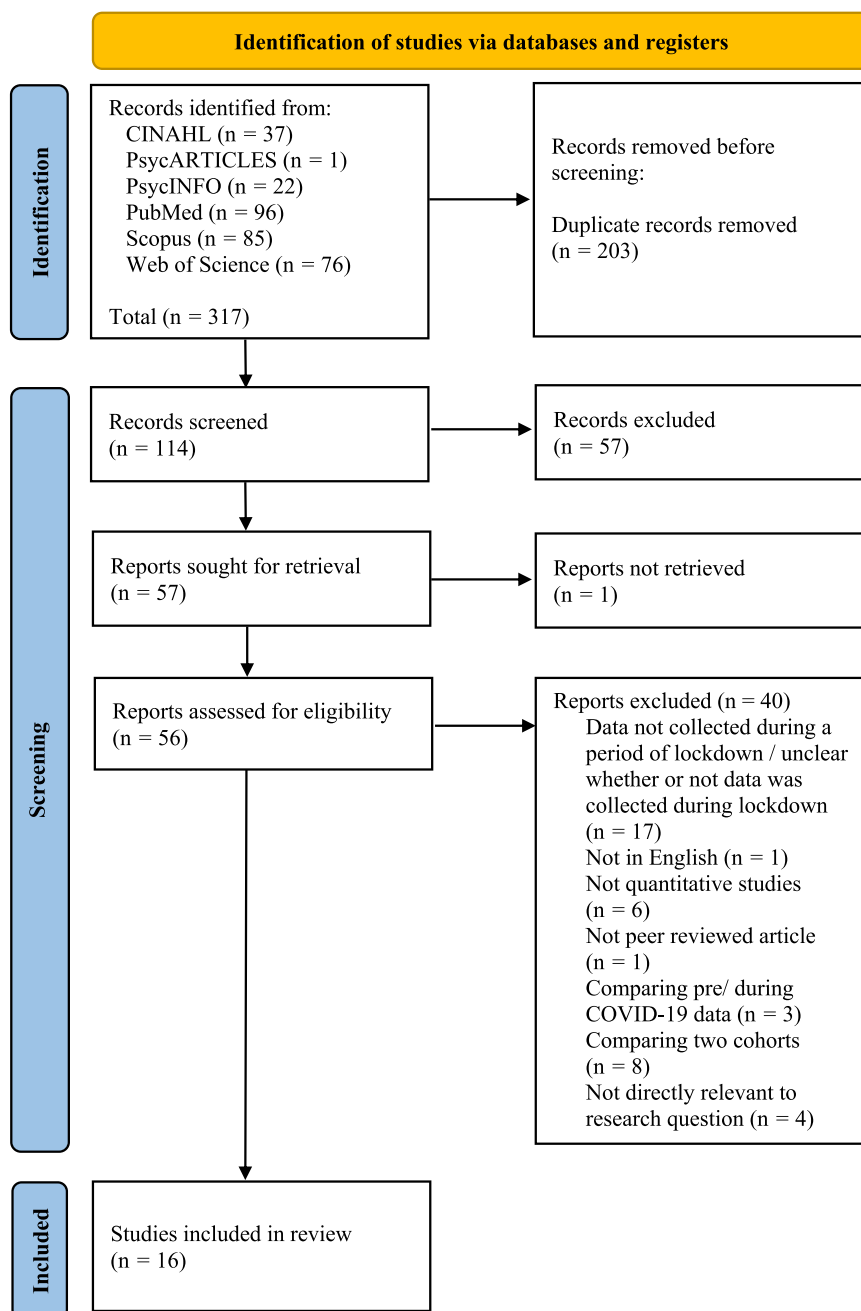 Identification of studies via databases and registers
Identification
Records identified from:
CINAHL (n = 37)
PsycARTICLES (n = 1)
PsycINFO (n = 22)
PubMed (n = 96)
Scopus (n = 85)
Web of Science (n = 76)
Total (n = 317)
Records removed before
screening:
Duplicate records removed
(n = 203)
Screening
Records screened
(n = 114)
Records excluded
(n = 57)
Reports sought for retrieval
(n = 57)
Reports not retrieved
(n = 1)
Reports assessed for eligibility
(n = 56)
Reports excluded (n = 40)
Data not collected during a
period of lockdown / unclear
whether or not data was
collected during lockdown
(n = 17)
Not in English (n = 1)
Not quantitative studies
(n = 6)
Not peer reviewed article
(n = 1)
Comparing pre/ during
COVID-19 data (n = 3)
Comparing two cohorts
(n = 8)
Not directly relevant to
research question (n = 4)
Included
Studies included in review
(n = 16)